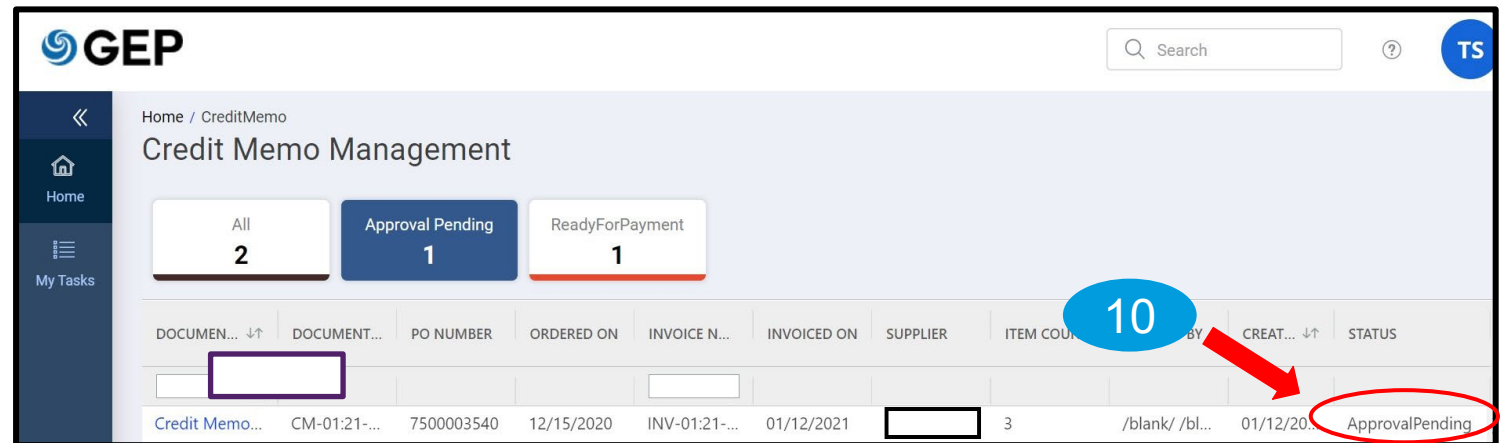 GEP
Search
?
TS
Home / CreditMemo
Credit Memo Management
Home
My Tasks
All
2
Approval Pending
1
ReadyForPayment
1
10
DOCUMEN... DOCUMENT... PO NUMBER ORDERED ON INVOICE N... INVOICED ON SUPPLIER ITEM COU BY CREAT... STATUS
Credit Memo... CM-01:21-... 7500003540 12/15/2020 INV-01:21-... 01/12/2021 3 /blank/ /bl... 01/12/20... ApprovalPending